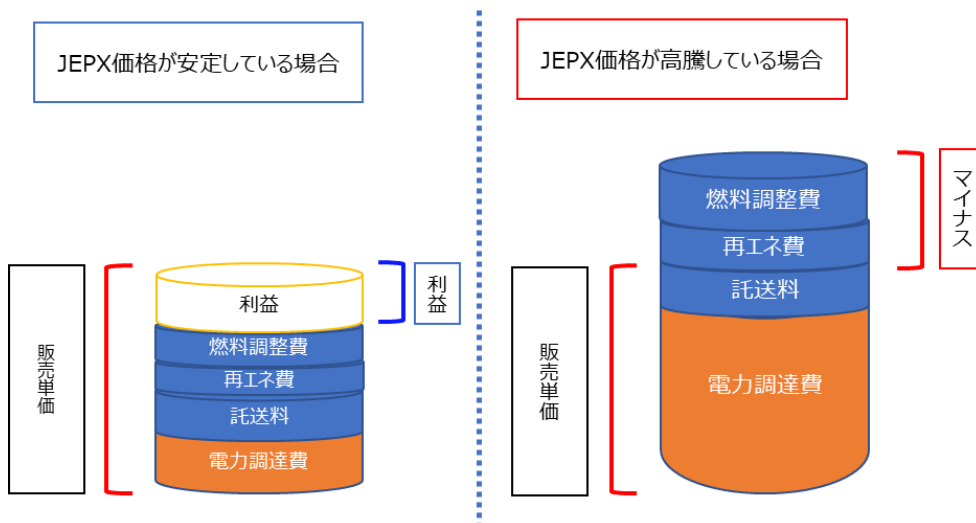 JEPX価格が安定している場合
販売単価
利益
燃料調整費
再エネ費
託送料
電力調達費
利益
JEPX価格が高騰している場合
販売単価
燃料調整費
再エネ費
託送料
電力調達費
マイナス